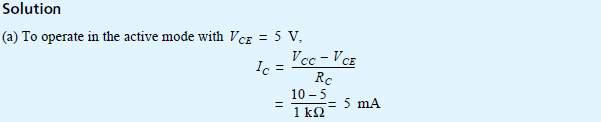 Solution
(a) To operate in the active mode with V_CE = 5 V,
I_C = (V_CC − V_CE) / R_C
= (10 − 5) / 1 kΩ = 5 mA